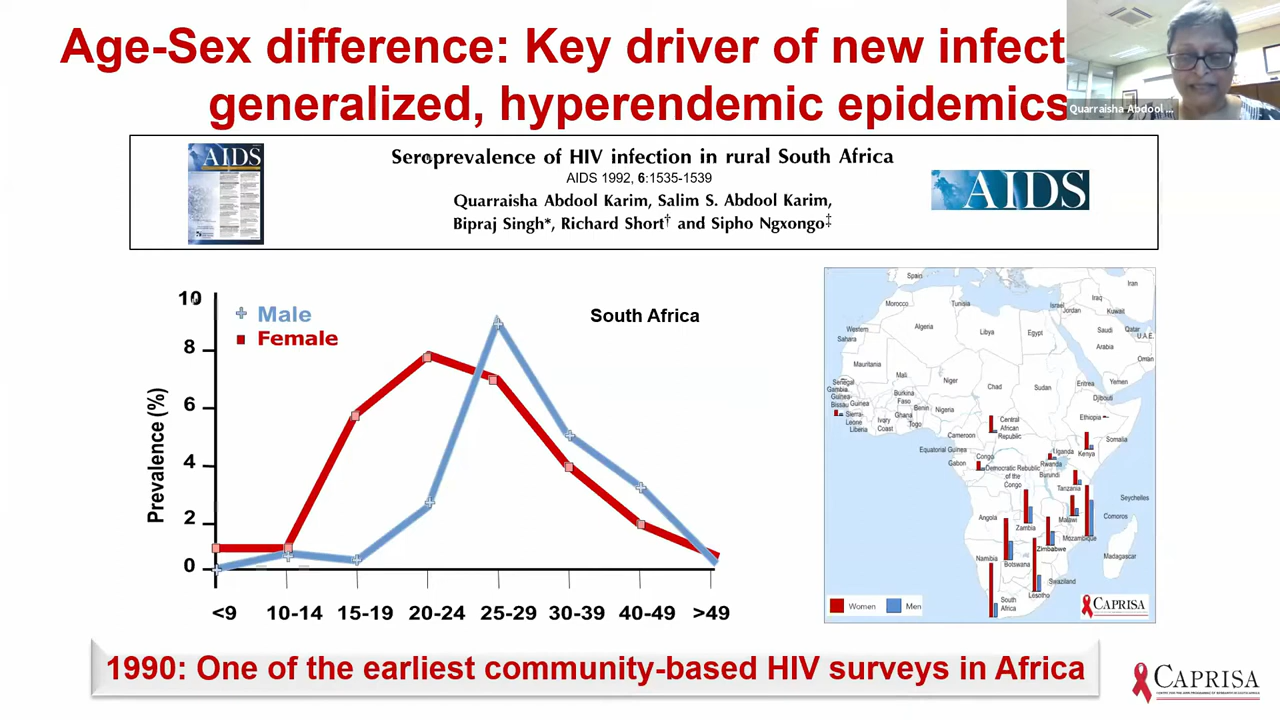 Age-Sex difference: Key driver of new infect
generalized, hyperendemic epidemics
Quarraisha Abdool ...
AIDS
Seroprevalence of HIV infection in rural South Africa
AIDS 1992, 6:1535-1539
Quarraisha Abdool Karim, Salim S. Abdool Karim,
Bipraj Singh*, Richard Short† and Sipho Ngxongo‡
AIDS
Prevalence (%)
10
8
6
4
2
0
Male
Female
South Africa
<9 10-14 15-19 20-24 25-29 30-39 40-49 >49
Spain
Morocco
Tunisia
Algeria
Libya
Egypt
Israel
Jordan
Iraq
Iran
Kuwait
Saudi
Arabia
Qatar
U.A.E.
Oman
Yemen
Western
Sahara
Mauritania
Mali
Niger
Chad
Sudan
Eritrea
Djibouti
Senegal
Gambia
Guinea-
Bissau
Guinea
Sierra-
Leone
Liberia
Ivory
Coast
Burkina
Faso
Ghana
Togo
Benin
Nigeria
Cameroon
Central
African
Republic
Ethiopia
Somalia
Equatorial Guinea
Gabon
Congo
Democratic Republic
of the
Congo
Uganda
Kenya
Rwanda
Burundi
Tanzania
Seychelles
Comoros
Angola
Zambia
Malawi
Mozambique
Madagascar
Namibia
Botswana
Zimbabwe
Swaziland
Lesotho
South
Africa
Women
Men
CAPRISA
1990: One of the earliest community-based HIV surveys in Africa
CAPRISA